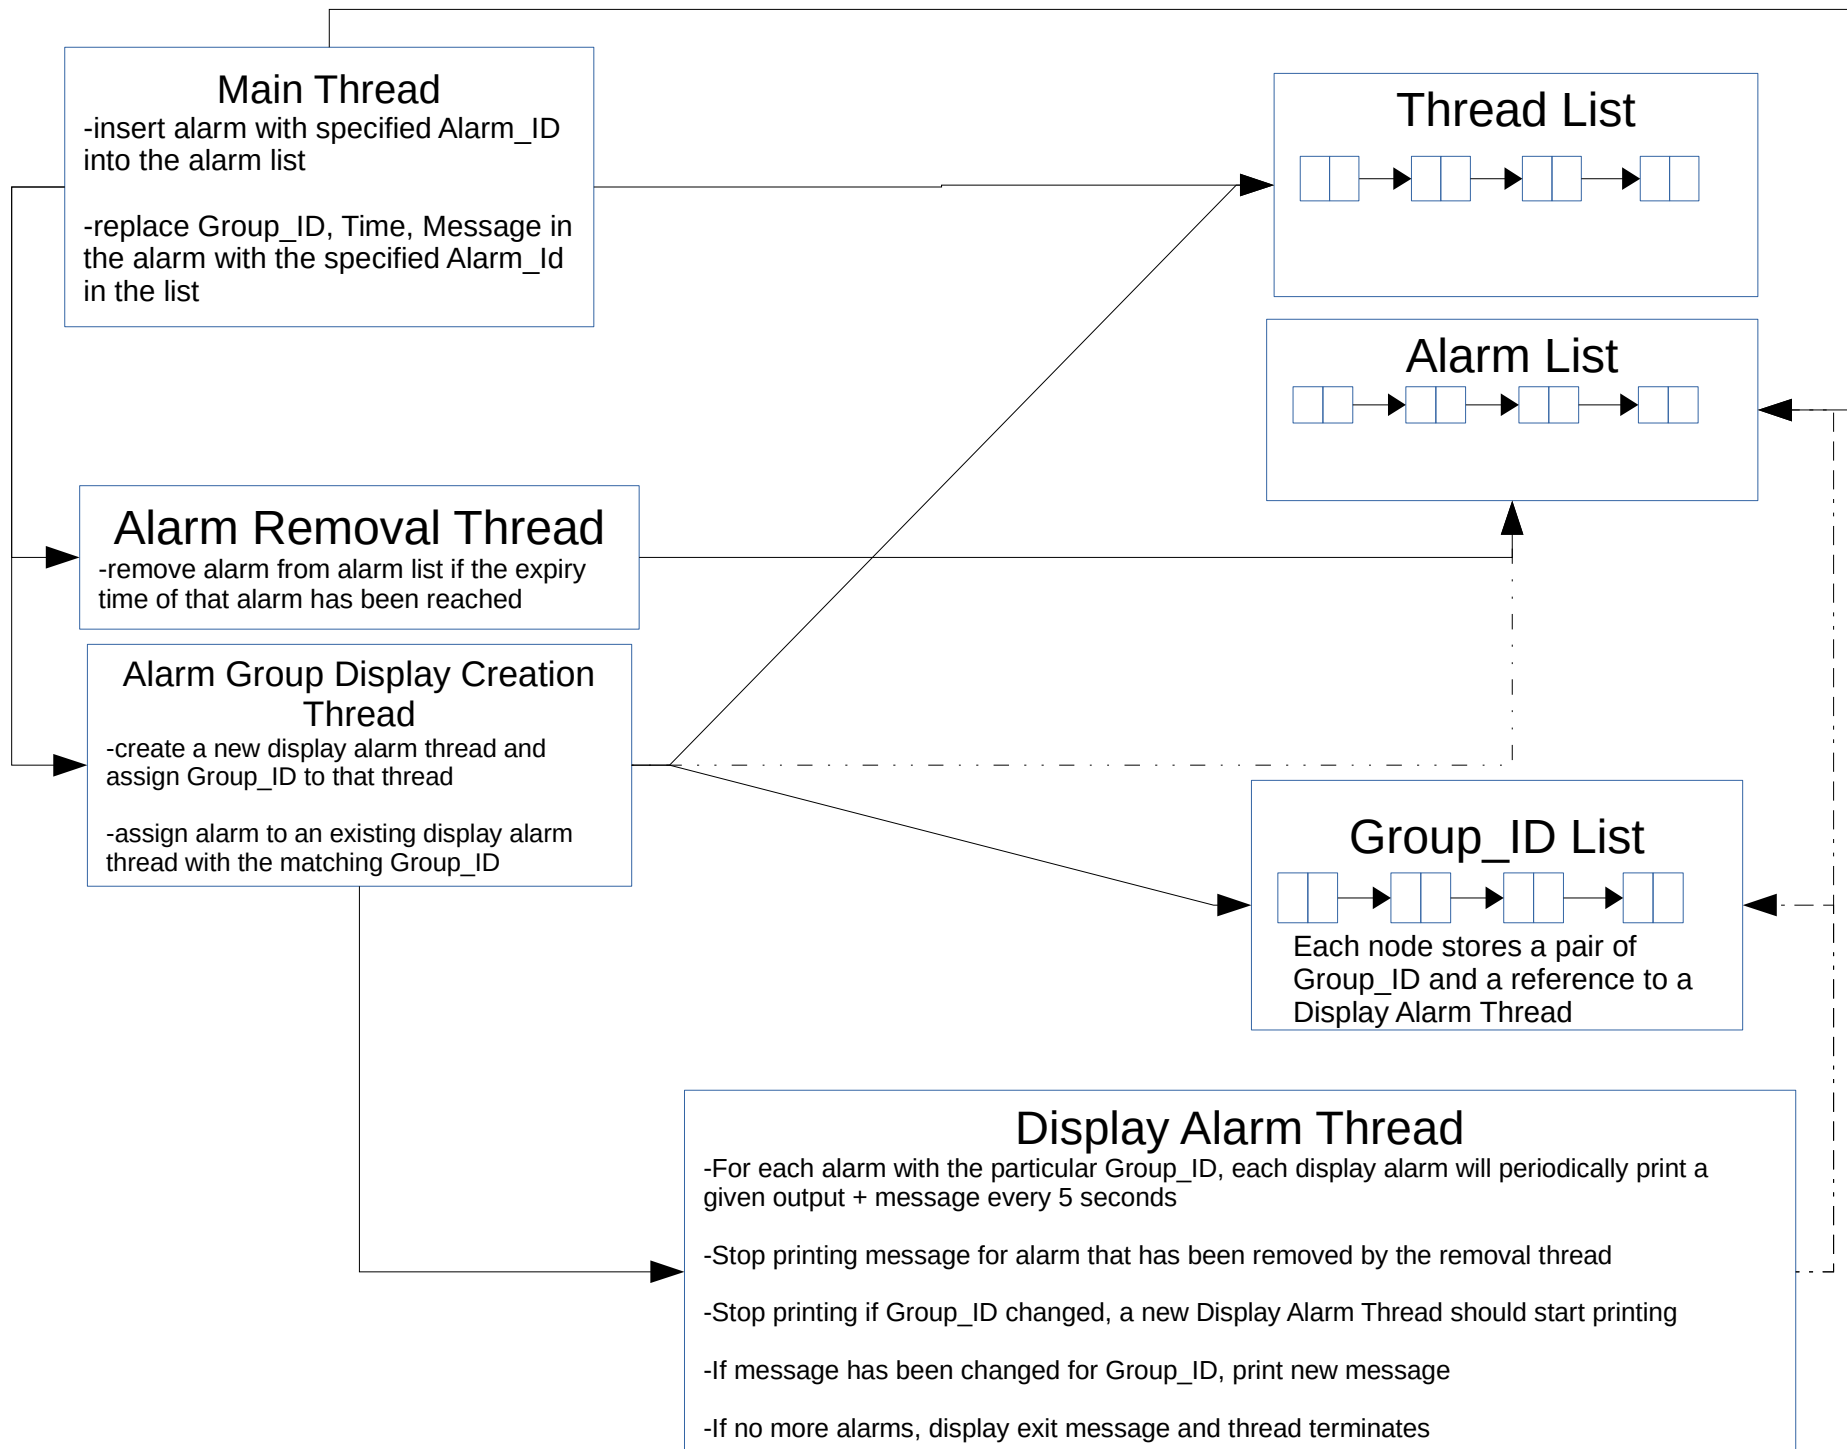 Main Thread
-insert alarm with specified Alarm_ID
into the alarm list
-replace Group_ID, Time, Message in
the alarm with the specified Alarm_Id
in the list
Thread List
Alarm List
Alarm Removal Thread
-remove alarm from alarm list if the expiry
time of that alarm has been reached
Alarm Group Display Creation
Thread
-create a new display alarm thread and
assign Group_ID to that thread
-assign alarm to an existing display alarm
thread with the matching Group_ID
Group_ID List
Each node stores a pair of
Group_ID and a reference to a
Display Alarm Thread
Display Alarm Thread
-For each alarm with the particular Group_ID, each display alarm will periodically print a
given output + message every 5 seconds
-Stop printing message for alarm that has been removed by the removal thread
-Stop printing if Group_ID changed, a new Display Alarm Thread should start printing
-If message has been changed for Group_ID, print new message
-If no more alarms, display exit message and thread terminates